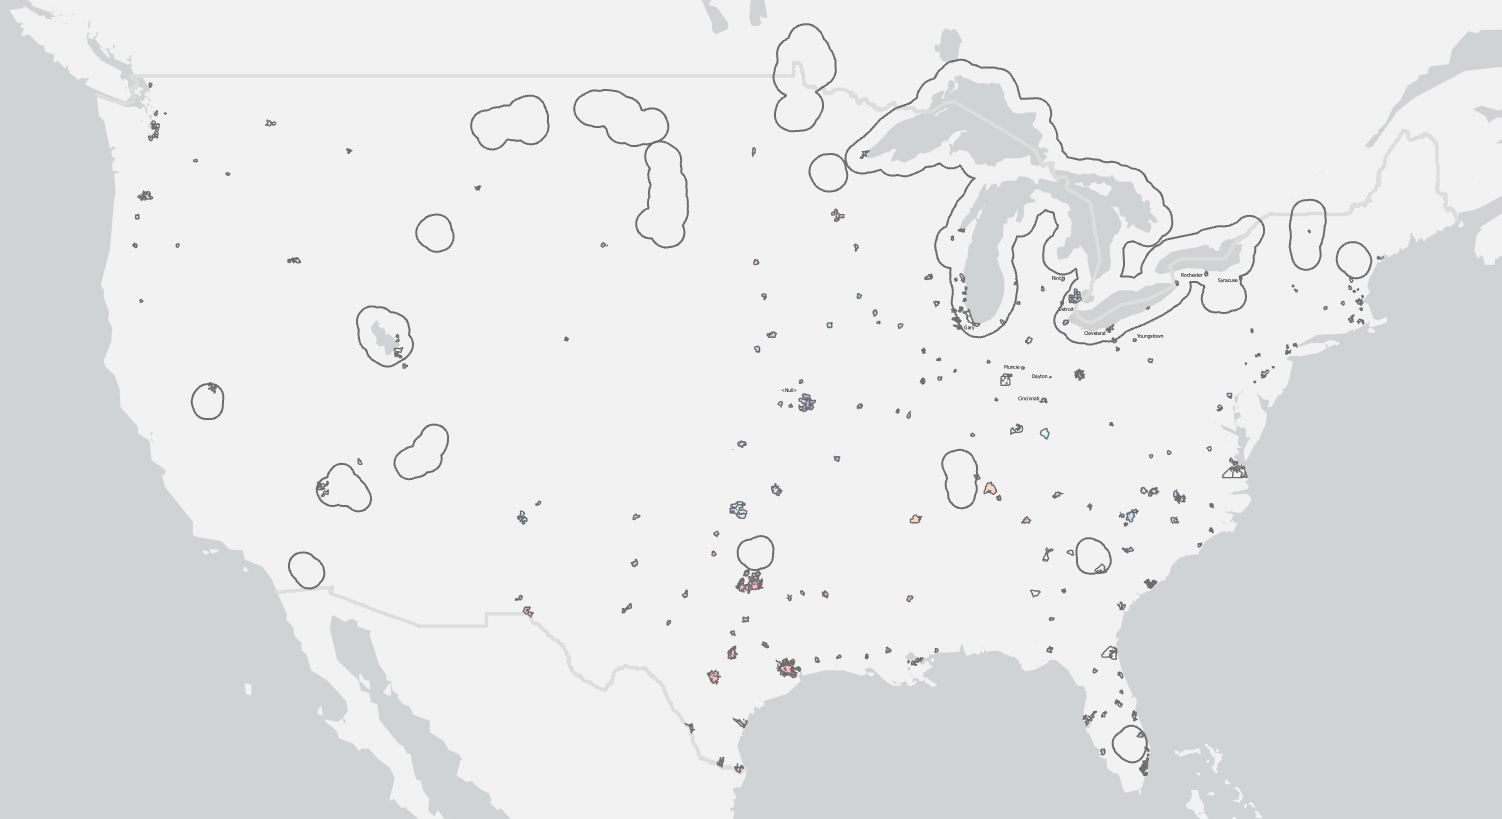 Rochester
Flint
Syracuse
Detroit
Gary
Cleveland
Youngstown
Muncie
Dayton
<Null>
Cincinnati